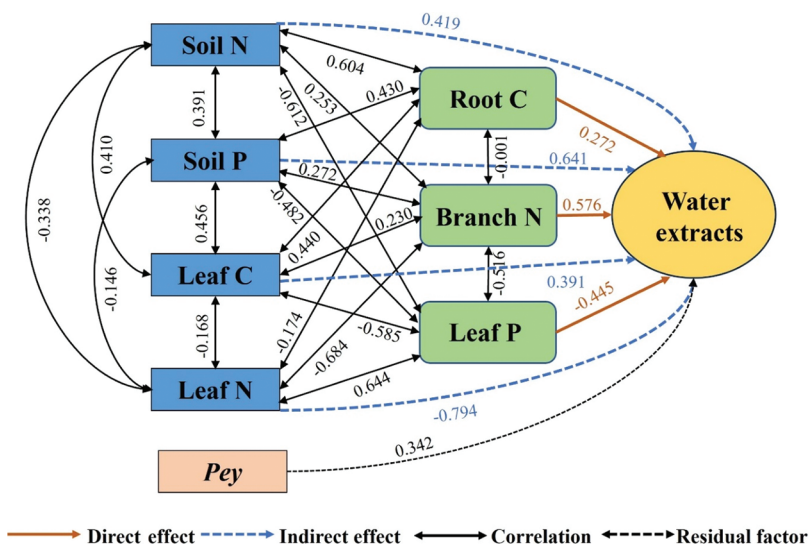 Soil N
Soil P
Leaf C
Leaf N
Pey
Root C
Branch N
Leaf P
Water
extracts
0.419
0.604
0.253
0.430
-0.612
0.391
0.410
-0.338
-0.146
0.272
-0.482
0.456
0.440
0.230
-0.001
0.641
0.272
0.576
0.391
-0.516
-0.445
-0.168
-0.174
-0.585
-0.684
0.644
-0.794
0.342
Direct effect
Indirect effect
Correlation
Residual factor